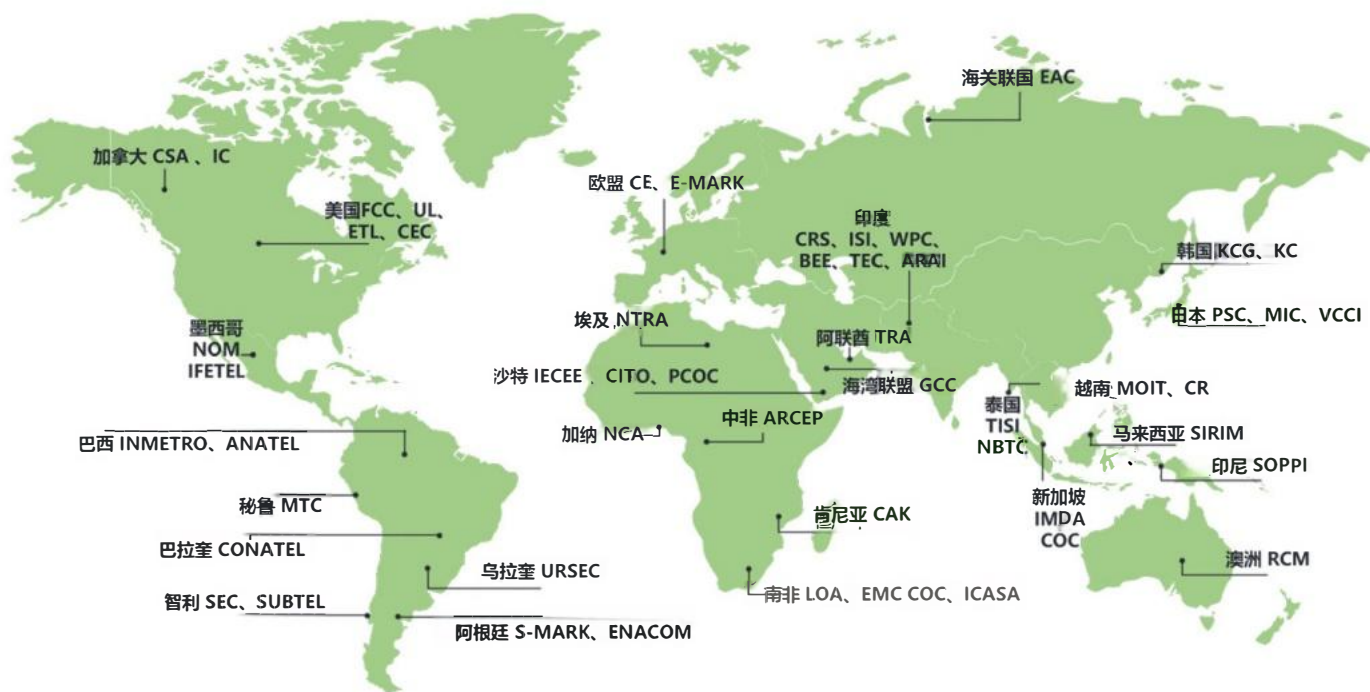 海关联国 EAC
加拿大 CSA 、IC
欧盟 CE、E-MARK
美国FCC、UL、
ETL、CEC
印度
CRS、ISI、WPC、
BEE、TEC、ARAI
韩国 KCG、KC
日本 PSC、MIC、VCCI
埃及 NTRA
墨西哥
NOM
IFETEL
阿联酋 TRA
沙特 IECEE 、CITO、PCOC
海湾联盟 GCC
越南 MOIT、CR
泰国
TISI
NBTC
中非 ARCEP
加纳 NCA
巴西 INMETRO、ANATEL
马来西亚 SIRIM
印尼 SOPPI
秘鲁 MTC
新加坡
IMDA
COC
肯尼亚 CAK
巴拉奎 CONATEL
乌拉奎 URSEC
澳洲 RCM
智利 SEC、SUBTEL
南非 LOA、EMC COC、ICASA
阿根廷 S-MARK、ENACOM